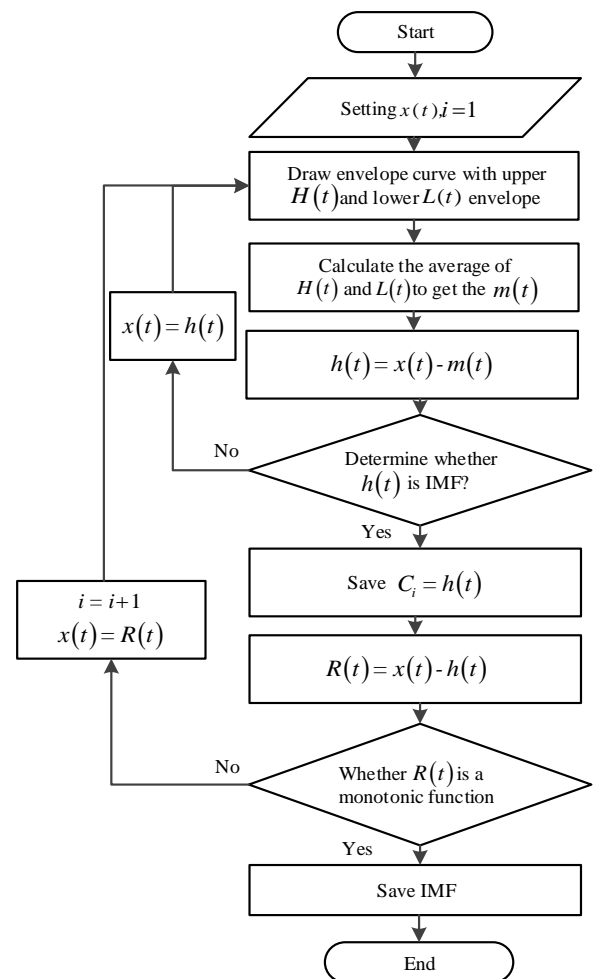 Start
Setting x(t),i=1
Draw envelope curve with upper
H(t) and lower L(t) envelope
Calculate the average of
H(t) and L(t) to get the m(t)
x(t)=h(t)
h(t)=x(t)-m(t)
No
Determine whether
h(t) is IMF?
Yes
Save C_i=h(t)
i=i+1
x(t)=R(t)
R(t)=x(t)-h(t)
No
Whether R(t) is a
monotonic function
Yes
Save IMF
End